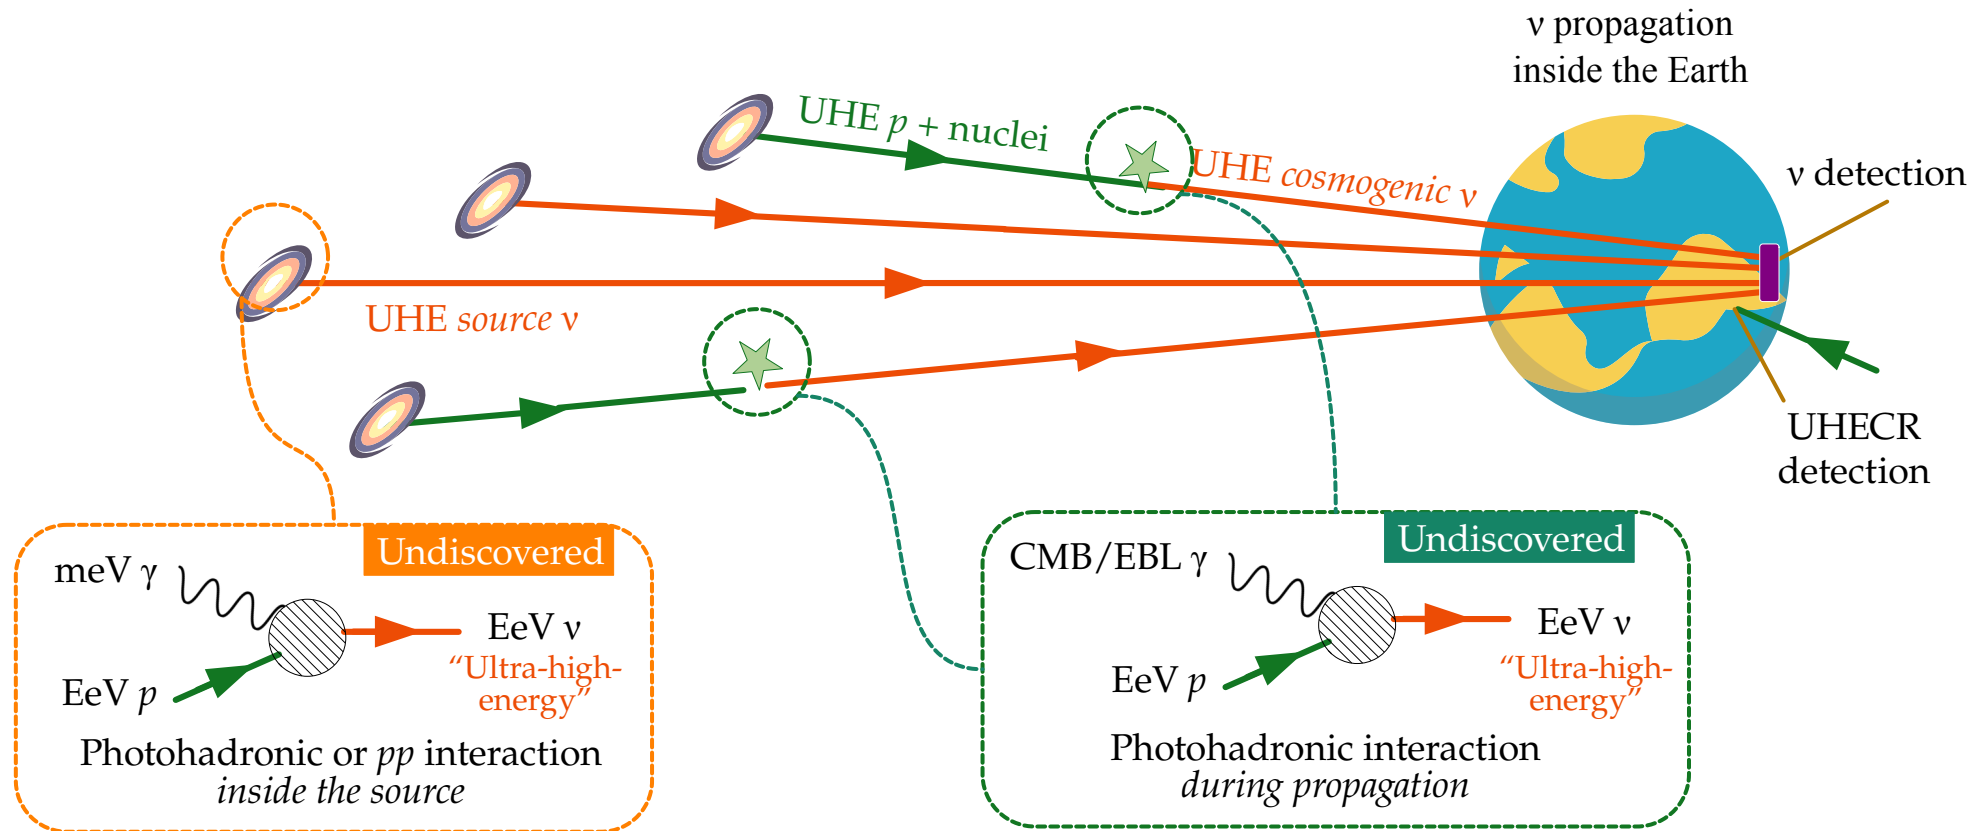 ν propagation
inside the Earth
UHE p + nuclei
UHE cosmogenic ν
ν detection
UHE source ν
UHECR
detection
Undiscovered
meV γ
EeV ν
“Ultra-high-
energy”
EeV p
Photohadronic or pp interaction
inside the source
Undiscovered
CMB/EBL γ
EeV ν
“Ultra-high-
energy”
EeV p
Photohadronic interaction
during propagation